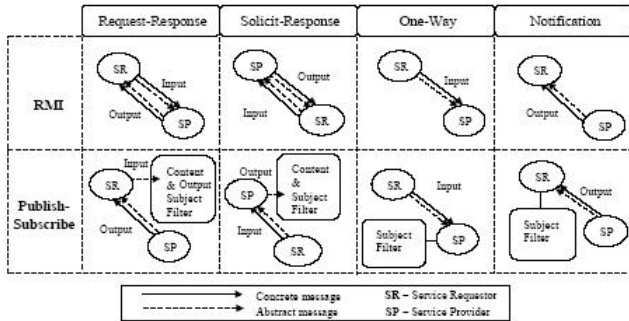 Request-Response
Solicit-Response
One-Way
Notification
RMI
SR
Input
Output
SP
SP
Output
Input
SR
SR
Input
SP
SR
Output
SP
Publish-
Subscribe
Input
SR
Content
& Output
Subject
Filter
Output
SP
Output
SP
Content
&
Subject
Filter
Input
SR
SR
Input
Subject
Filter
SP
SR
Output
Subject
Filter
SP
Concrete message
SR – Service Requestor
Abstract message
SP – Service Provider